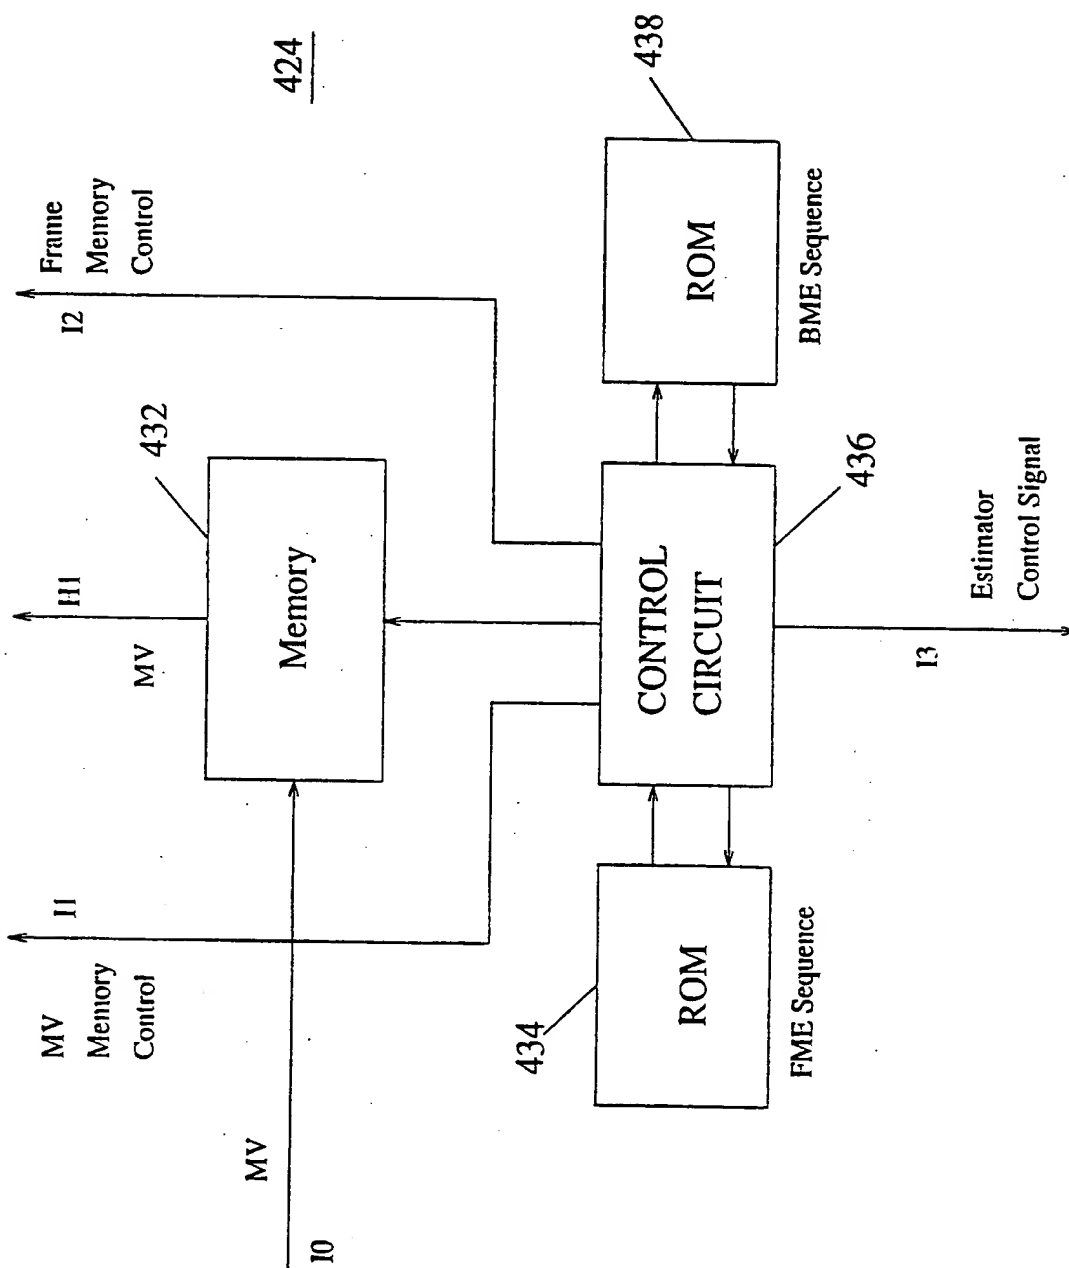 424
Frame
Memory
Control
I2
432
H1
MV
Memory
I1
MV
Memory
Control
MV
I0
438
ROM
BME Sequence
CONTROL
CIRCUIT
436
434
ROM
FME Sequence
Estimator
Control Signal
I3